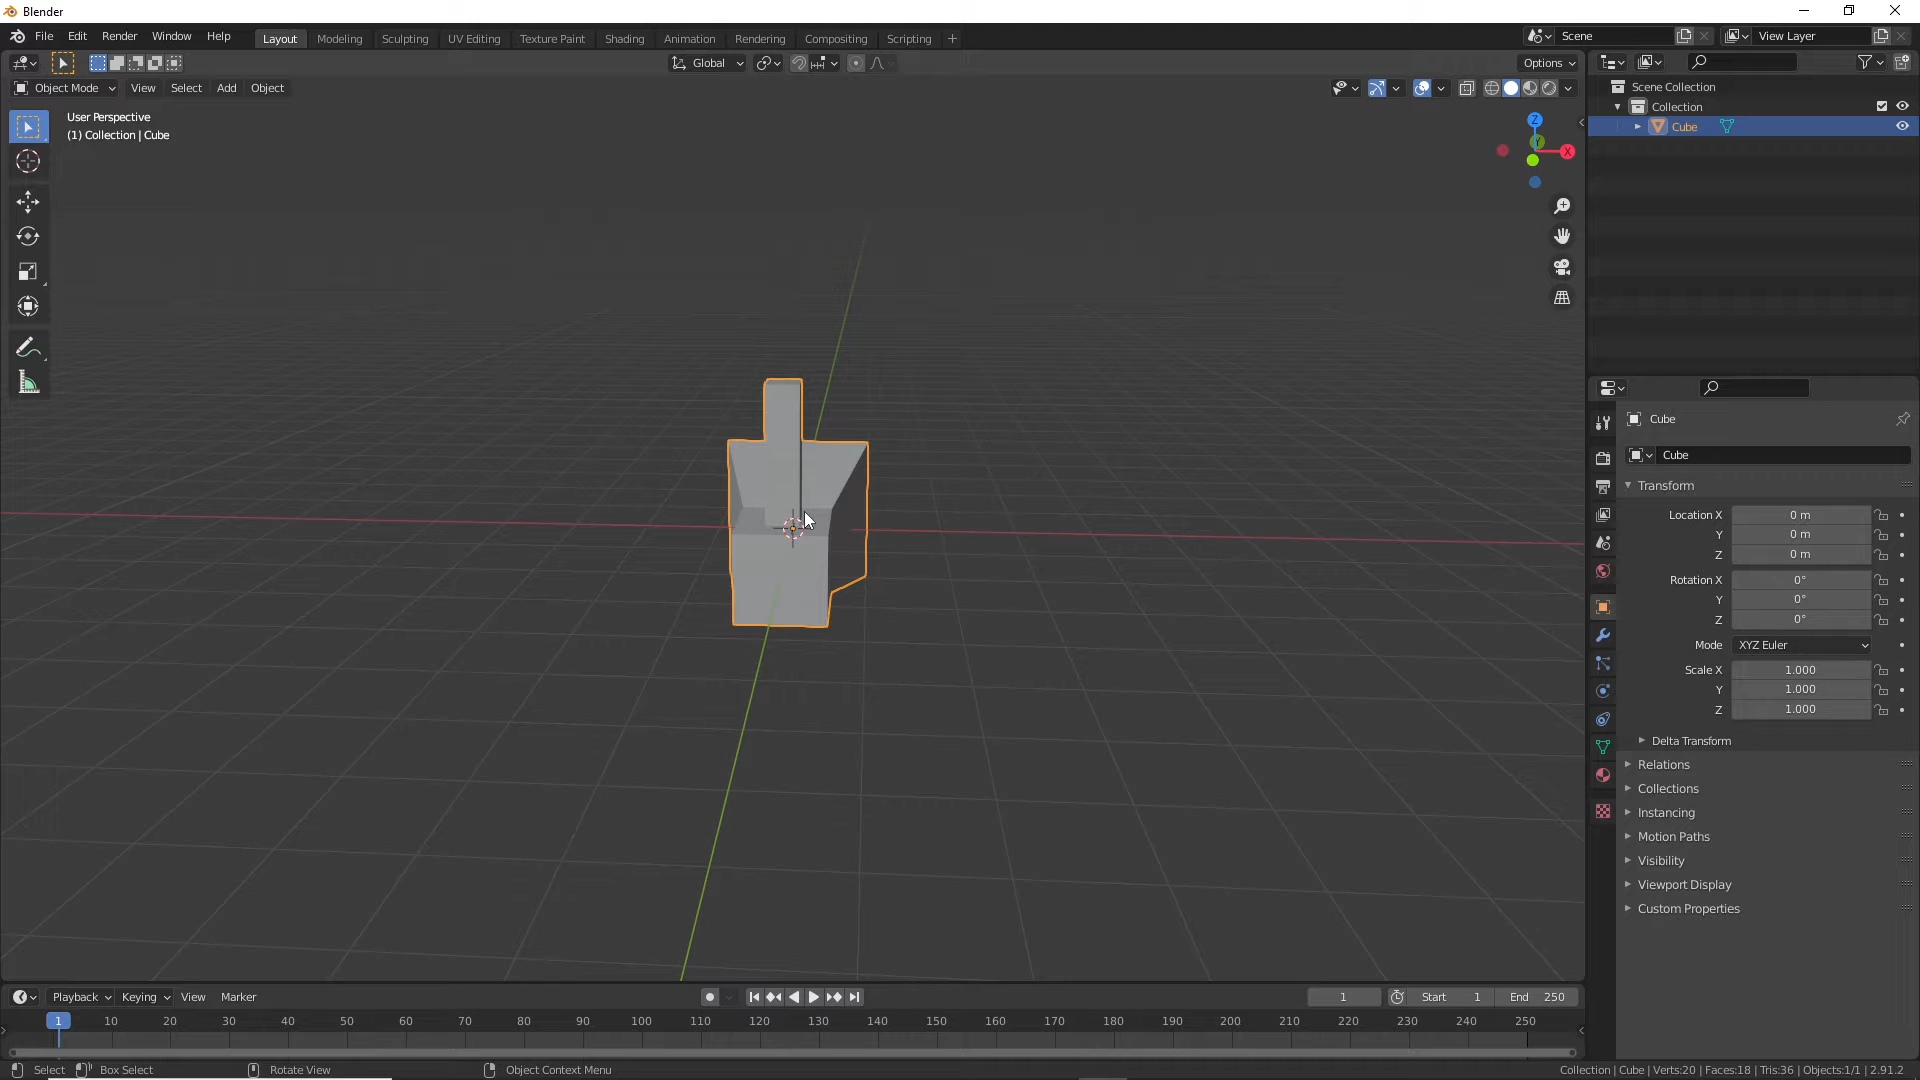 Blender
File Edit Render Window Help Layout Modeling Sculpting UV Editing Texture Paint Shading Animation Rendering Compositing Scripting + Scene View Layer
Global Options
Object Mode View Select Add Object
User Perspective
(1) Collection | Cube
Z
Y
X
Scene Collection
Collection
Cube
Cube
Cube
Transform
Location X 0 m
Y 0 m
Z 0 m
Rotation X 0°
Y 0°
Z 0°
Mode XYZ Euler
Scale X 1.000
Y 1.000
Z 1.000
Delta Transform
Relations
Collections
Instancing
Motion Paths
Visibility
Viewport Display
Custom Properties
Playback Keying View Marker 1 Start 1 End 250
1 10 20 30 40 50 60 70 80 90 100 110 120 130 140 150 160 170 180 190 200 210 220 230 240 250
Select Box Select Rotate View Object Context Menu Collection | Cube | Verts:20 | Faces:18 | Tris:36 | Objects:1/1 | 2.91.2